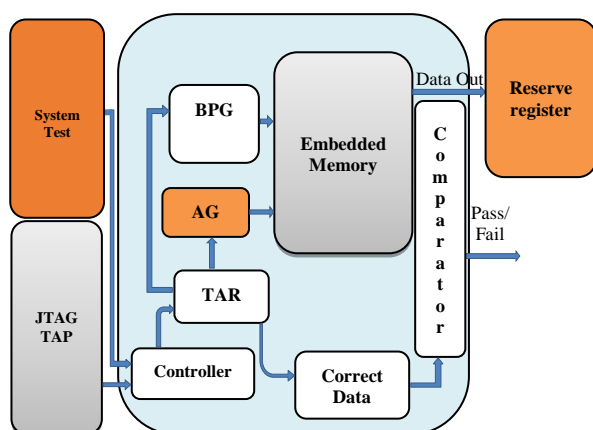 System
Test
JTAG
TAP
BPG
AG
TAR
Controller
Embedded
Memory
Correct
Data
C
o
m
p
a
r
a
t
o
r
Data Out
Reserve
register
Pass/
Fail